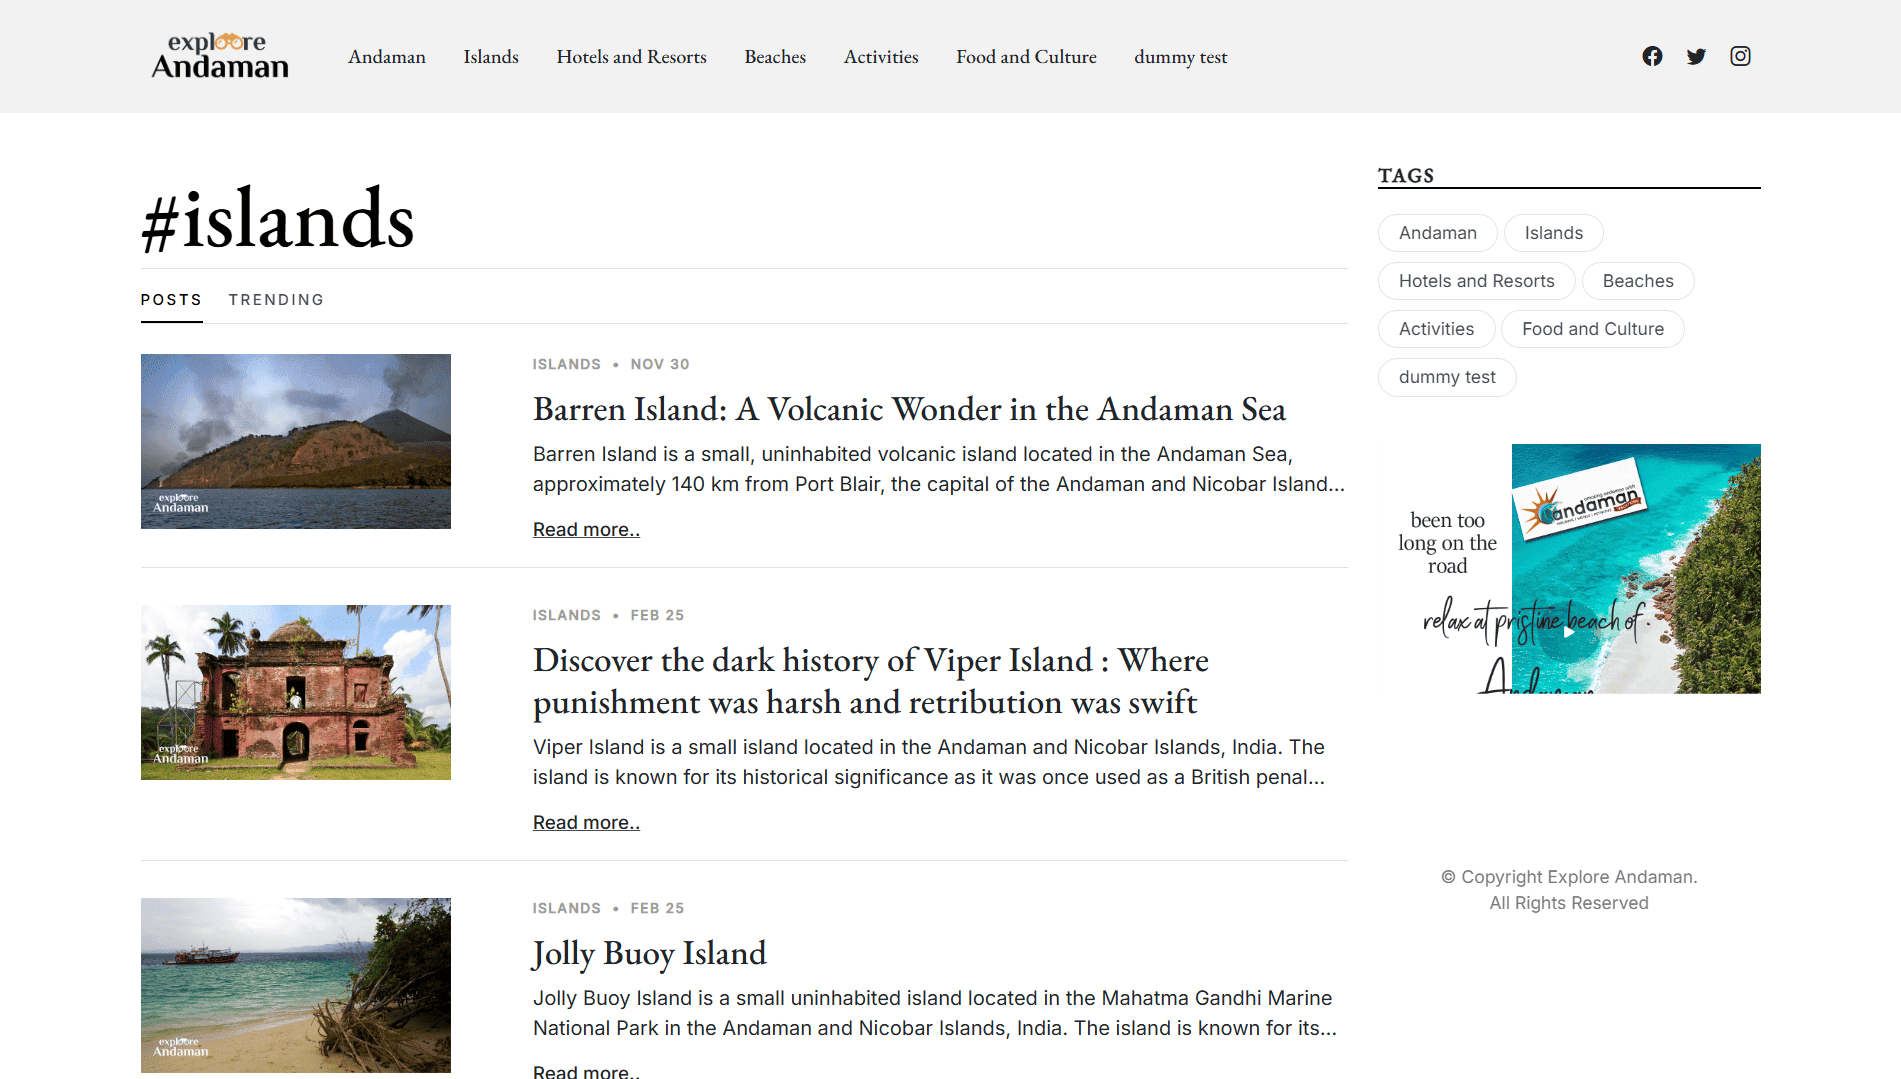 exploore
Andaman
Andaman Islands Hotels and Resorts Beaches Activities Food and Culture dummy test
#islands
POSTS TRENDING
ISLANDS • NOV 30
Barren Island: A Volcanic Wonder in the Andaman Sea
Barren Island is a small, uninhabited volcanic island located in the Andaman Sea,
approximately 140 km from Port Blair, the capital of the Andaman and Nicobar Island...
Read more..
exploore
Andaman
ISLANDS • FEB 25
Discover the dark history of Viper Island : Where
punishment was harsh and retribution was swift
Viper Island is a small island located in the Andaman and Nicobar Islands, India. The
island is known for its historical significance as it was once used as a British penal...
Read more..
exploore
Andaman
ISLANDS • FEB 25
Jolly Buoy Island
Jolly Buoy Island is a small uninhabited island located in the Mahatma Gandhi Marine
National Park in the Andaman and Nicobar Islands, India. The island is known for its...
Read more..
exploore
Andaman
TAGS
Andaman Islands
Hotels and Resorts Beaches
Activities Food and Culture
dummy test
andaman
been too
long on the
road
relax at pristine beach of
Andaman
© Copyright Explore Andaman.
All Rights Reserved